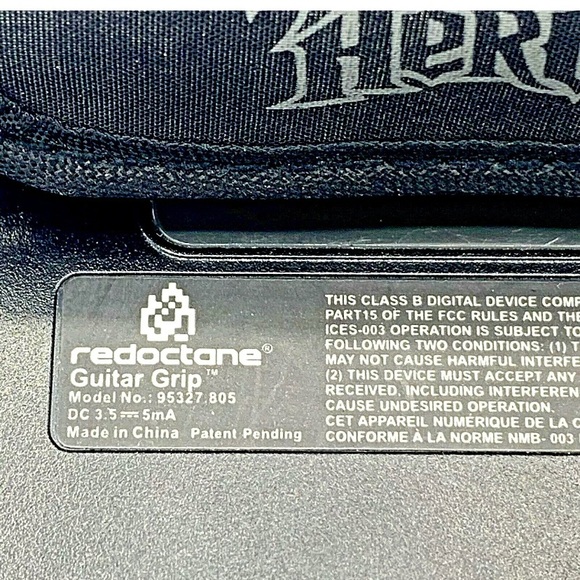 HER
redoctane®
Guitar Grip™
Model No.: 95327.805
DC 3.5⎓5mA
Made in China Patent Pending
THIS CLASS B DIGITAL DEVICE COMP
PART15 OF THE FCC RULES AND THE
ICES-003 OPERATION IS SUBJECT TO
FOLLOWING TWO CONDITIONS: (1) T
MAY NOT CAUSE HARMFUL INTERFE
(2) THIS DEVICE MUST ACCEPT ANY
RECEIVED, INCLUDING INTERFEREN
CAUSE UNDESIRED OPERATION.
CET APPAREIL NUMÉRIQUE DE LA C
CONFORME À LA NORME NMB- 003